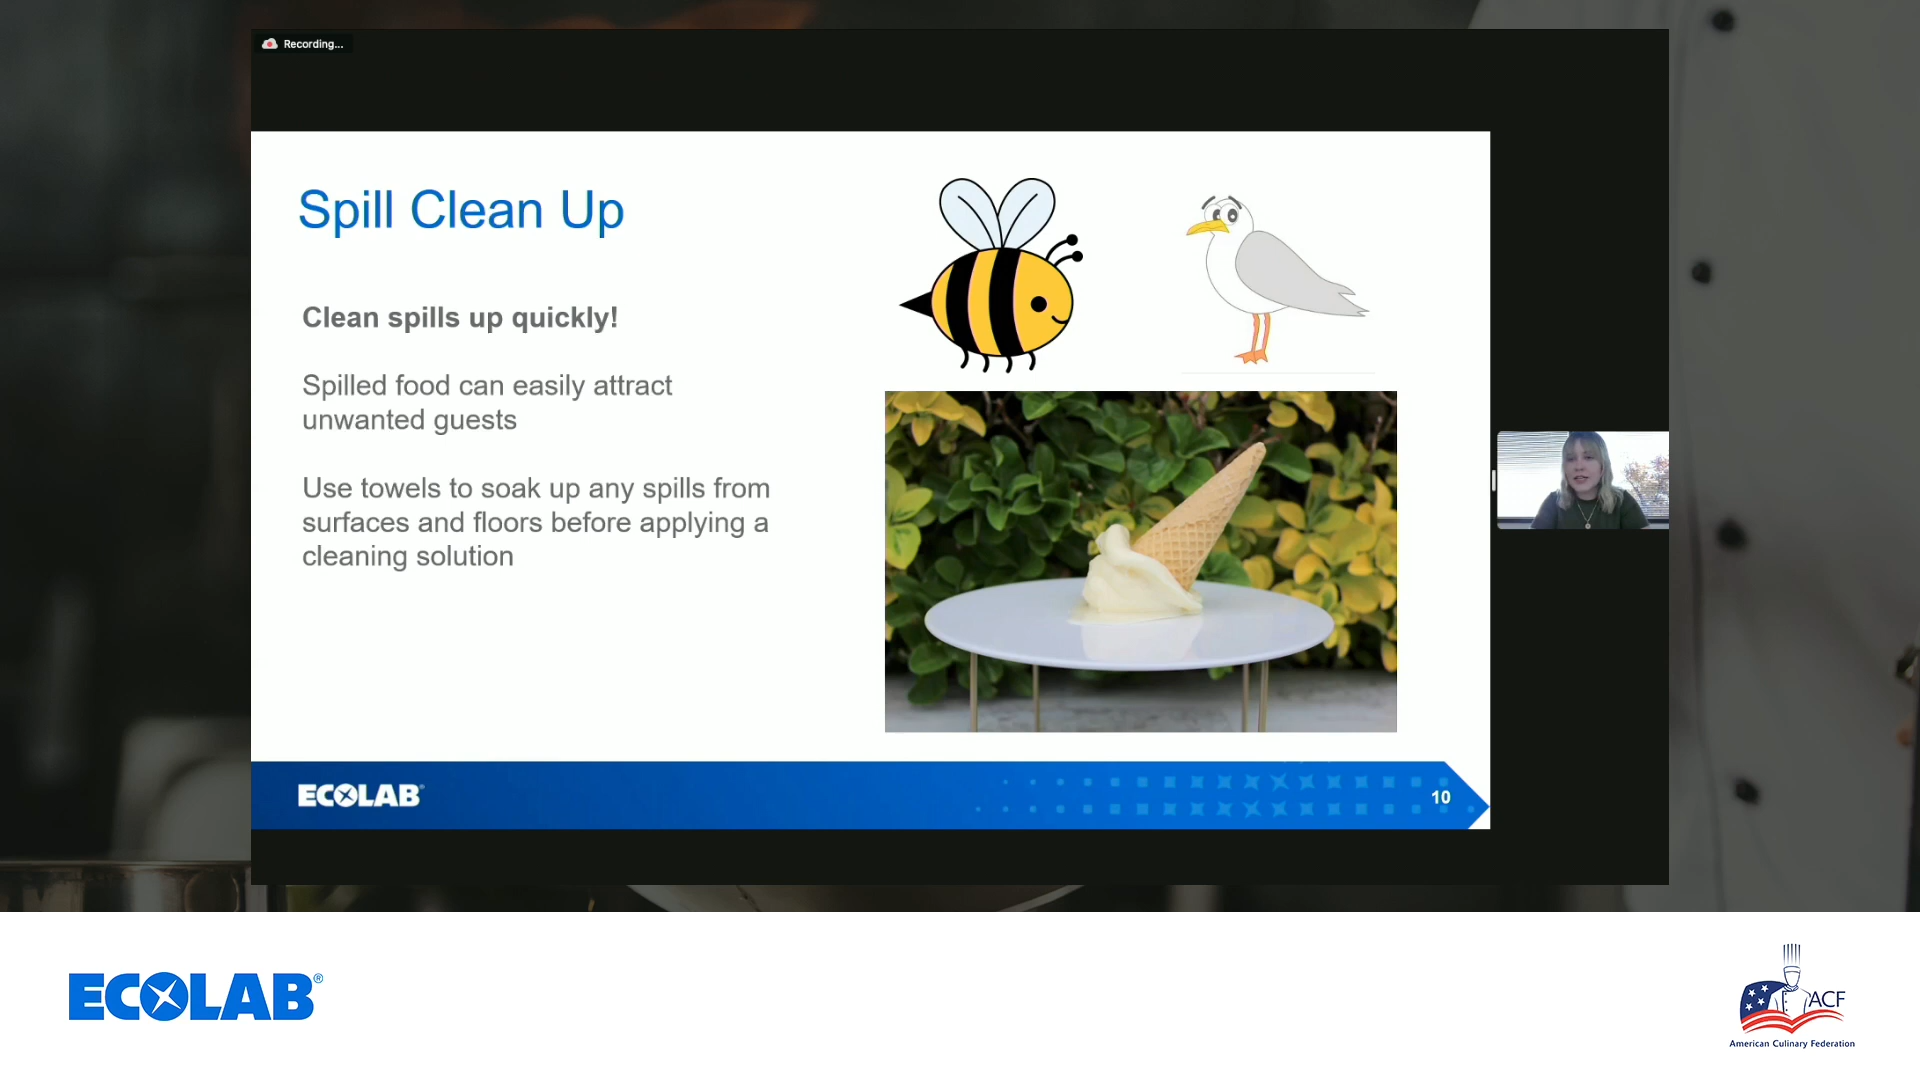 Recording...
Spill Clean Up
Clean spills up quickly!
Spilled food can easily attract
unwanted guests
Use towels to soak up any spills from
surfaces and floors before applying a
cleaning solution
ECOLAB®
10
ECOLAB®
ACF
American Culinary Federation